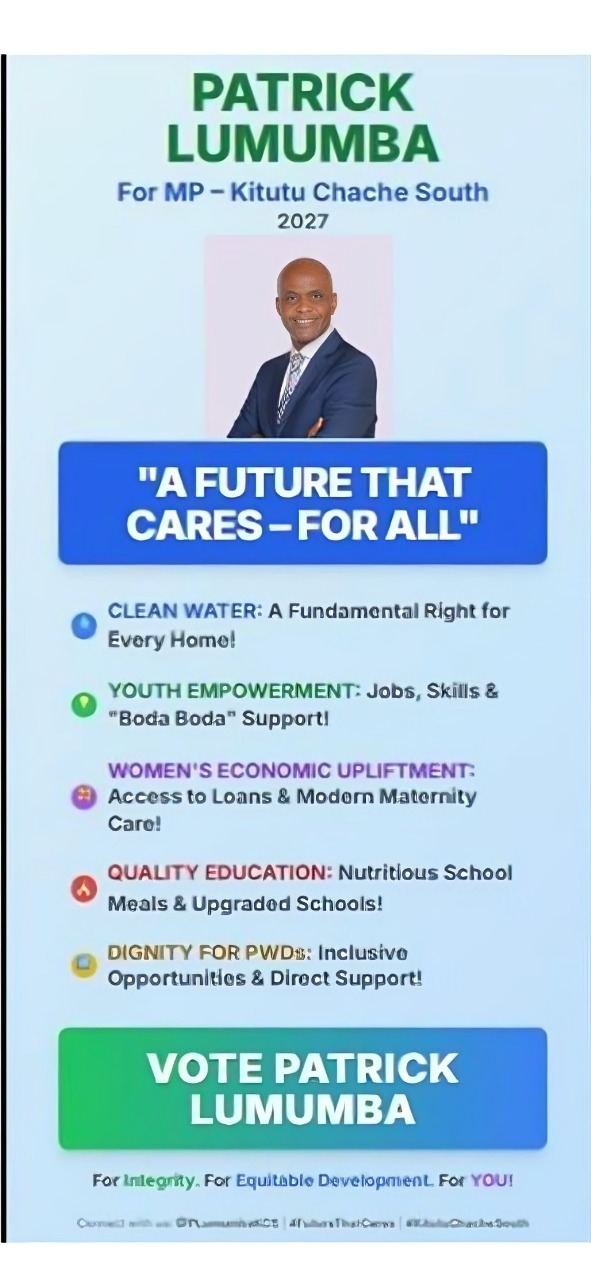 PATRICK
LUMUMBA
For MP – Kitutu Chache South
2027
"A FUTURE THAT
CARES – FOR ALL"
CLEAN WATER: A Fundamental Right for
Every Home!
YOUTH EMPOWERMENT: Jobs, Skills &
"Boda Boda" Support!
WOMEN'S ECONOMIC UPLIFTMENT:
Access to Loans & Modern Maternity
Care!
QUALITY EDUCATION: Nutritious School
Meals & Upgraded Schools!
DIGNITY FOR PWDs: Inclusive
Opportunities & Direct Support!
VOTE PATRICK
LUMUMBA
For Integrity. For Equitable Development. For YOU!
Connect with us: | #FutureThatCares | #KitutuChacheSouth